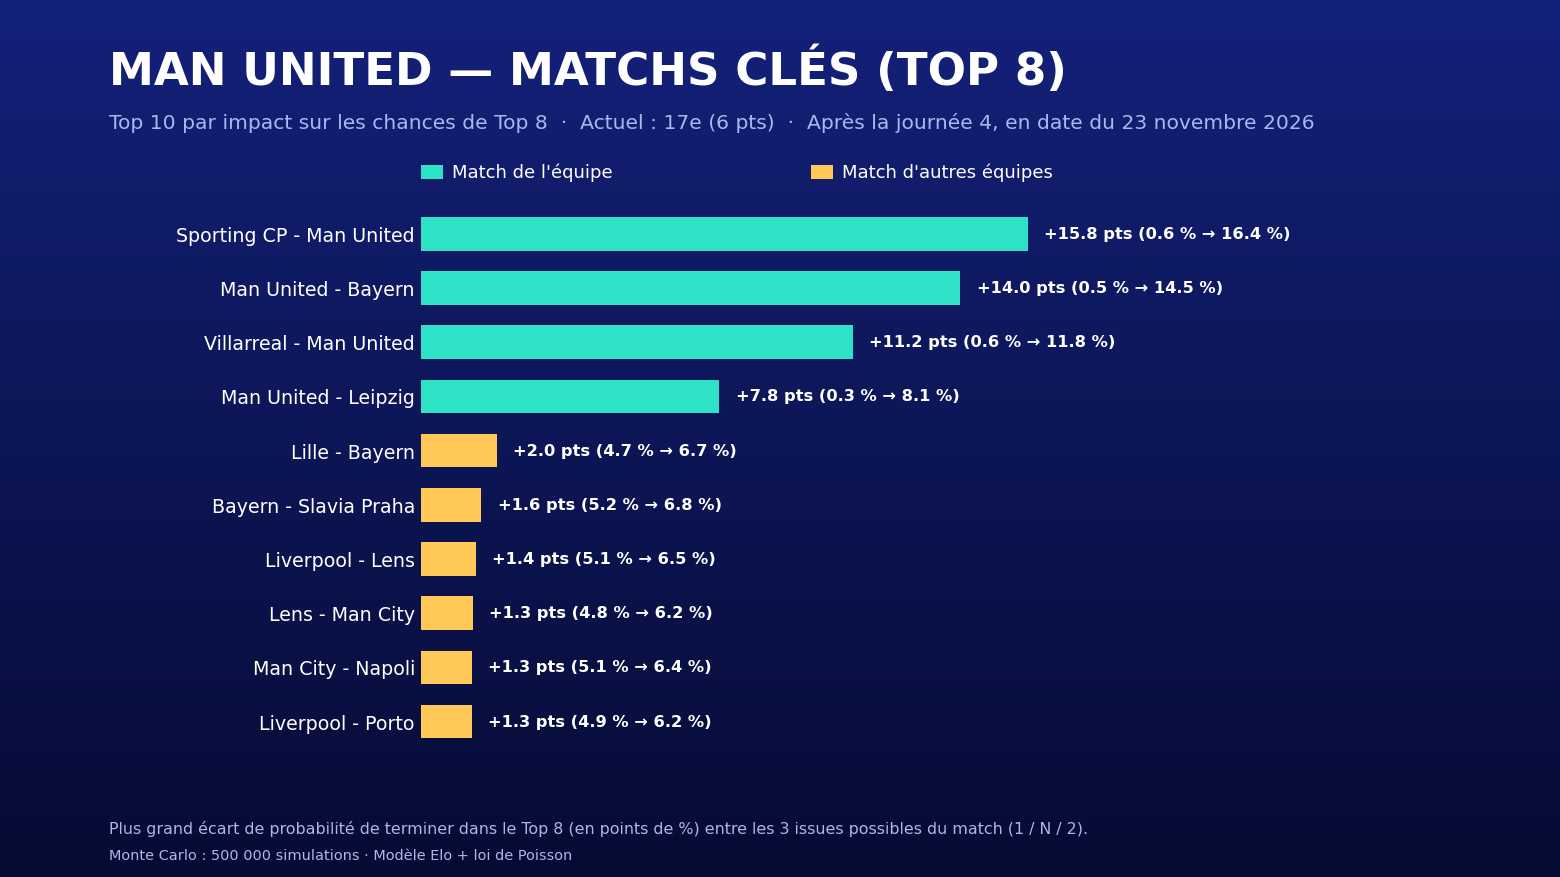 MAN UNITED — MATCHS CLÉS (TOP 8)
Top 10 par impact sur les chances de Top 8 · Actuel : 17e (6 pts) · Après la journée 4, en date du 23 novembre 2026
Match de l'équipe
Match d'autres équipes
Sporting CP - Man United +15.8 pts (0.6 % → 16.4 %)
Man United - Bayern +14.0 pts (0.5 % → 14.5 %)
Villarreal - Man United +11.2 pts (0.6 % → 11.8 %)
Man United - Leipzig +7.8 pts (0.3 % → 8.1 %)
Lille - Bayern +2.0 pts (4.7 % → 6.7 %)
Bayern - Slavia Praha +1.6 pts (5.2 % → 6.8 %)
Liverpool - Lens +1.4 pts (5.1 % → 6.5 %)
Lens - Man City +1.3 pts (4.8 % → 6.2 %)
Man City - Napoli +1.3 pts (5.1 % → 6.4 %)
Liverpool - Porto +1.3 pts (4.9 % → 6.2 %)
Plus grand écart de probabilité de terminer dans le Top 8 (en points de %) entre les 3 issues possibles du match (1 / N / 2).
Monte Carlo : 500 000 simulations · Modèle Elo + loi de Poisson